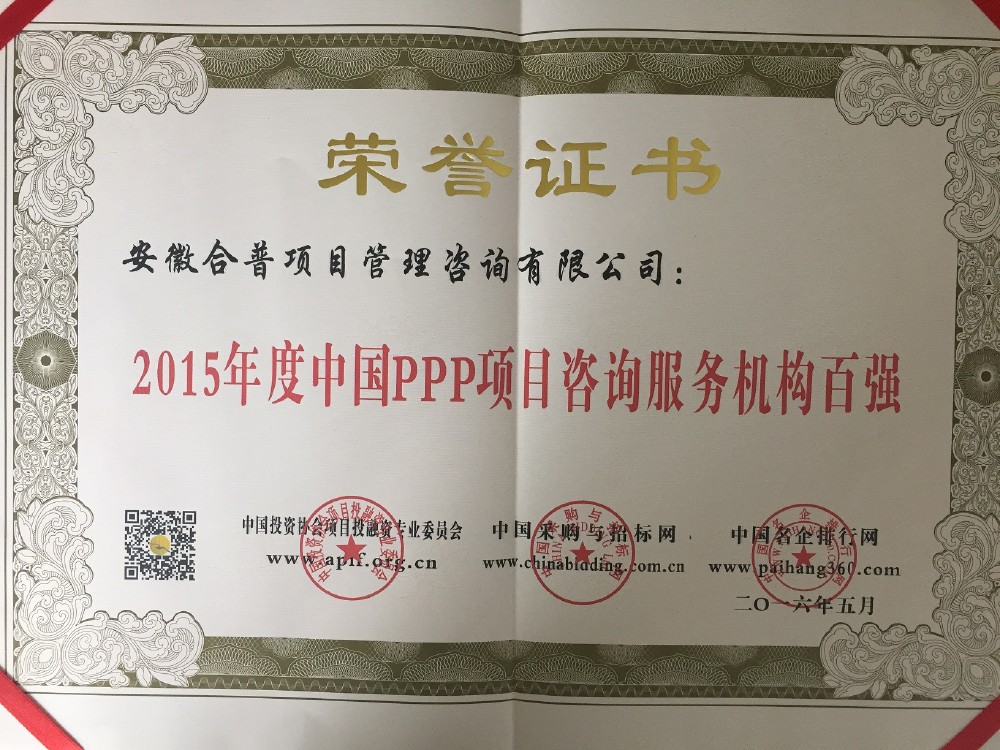 荣誉证书
安徽合普项目管理咨询有限公司：
2015年度中国PPP项目咨询服务机构百强
中国投资协会项目投融资专业委员会 中国采购与招标网 中国名企排行网
www.apif.org.cn www.chinabidding.com.cn www.paihang360.com
二〇一六年五月